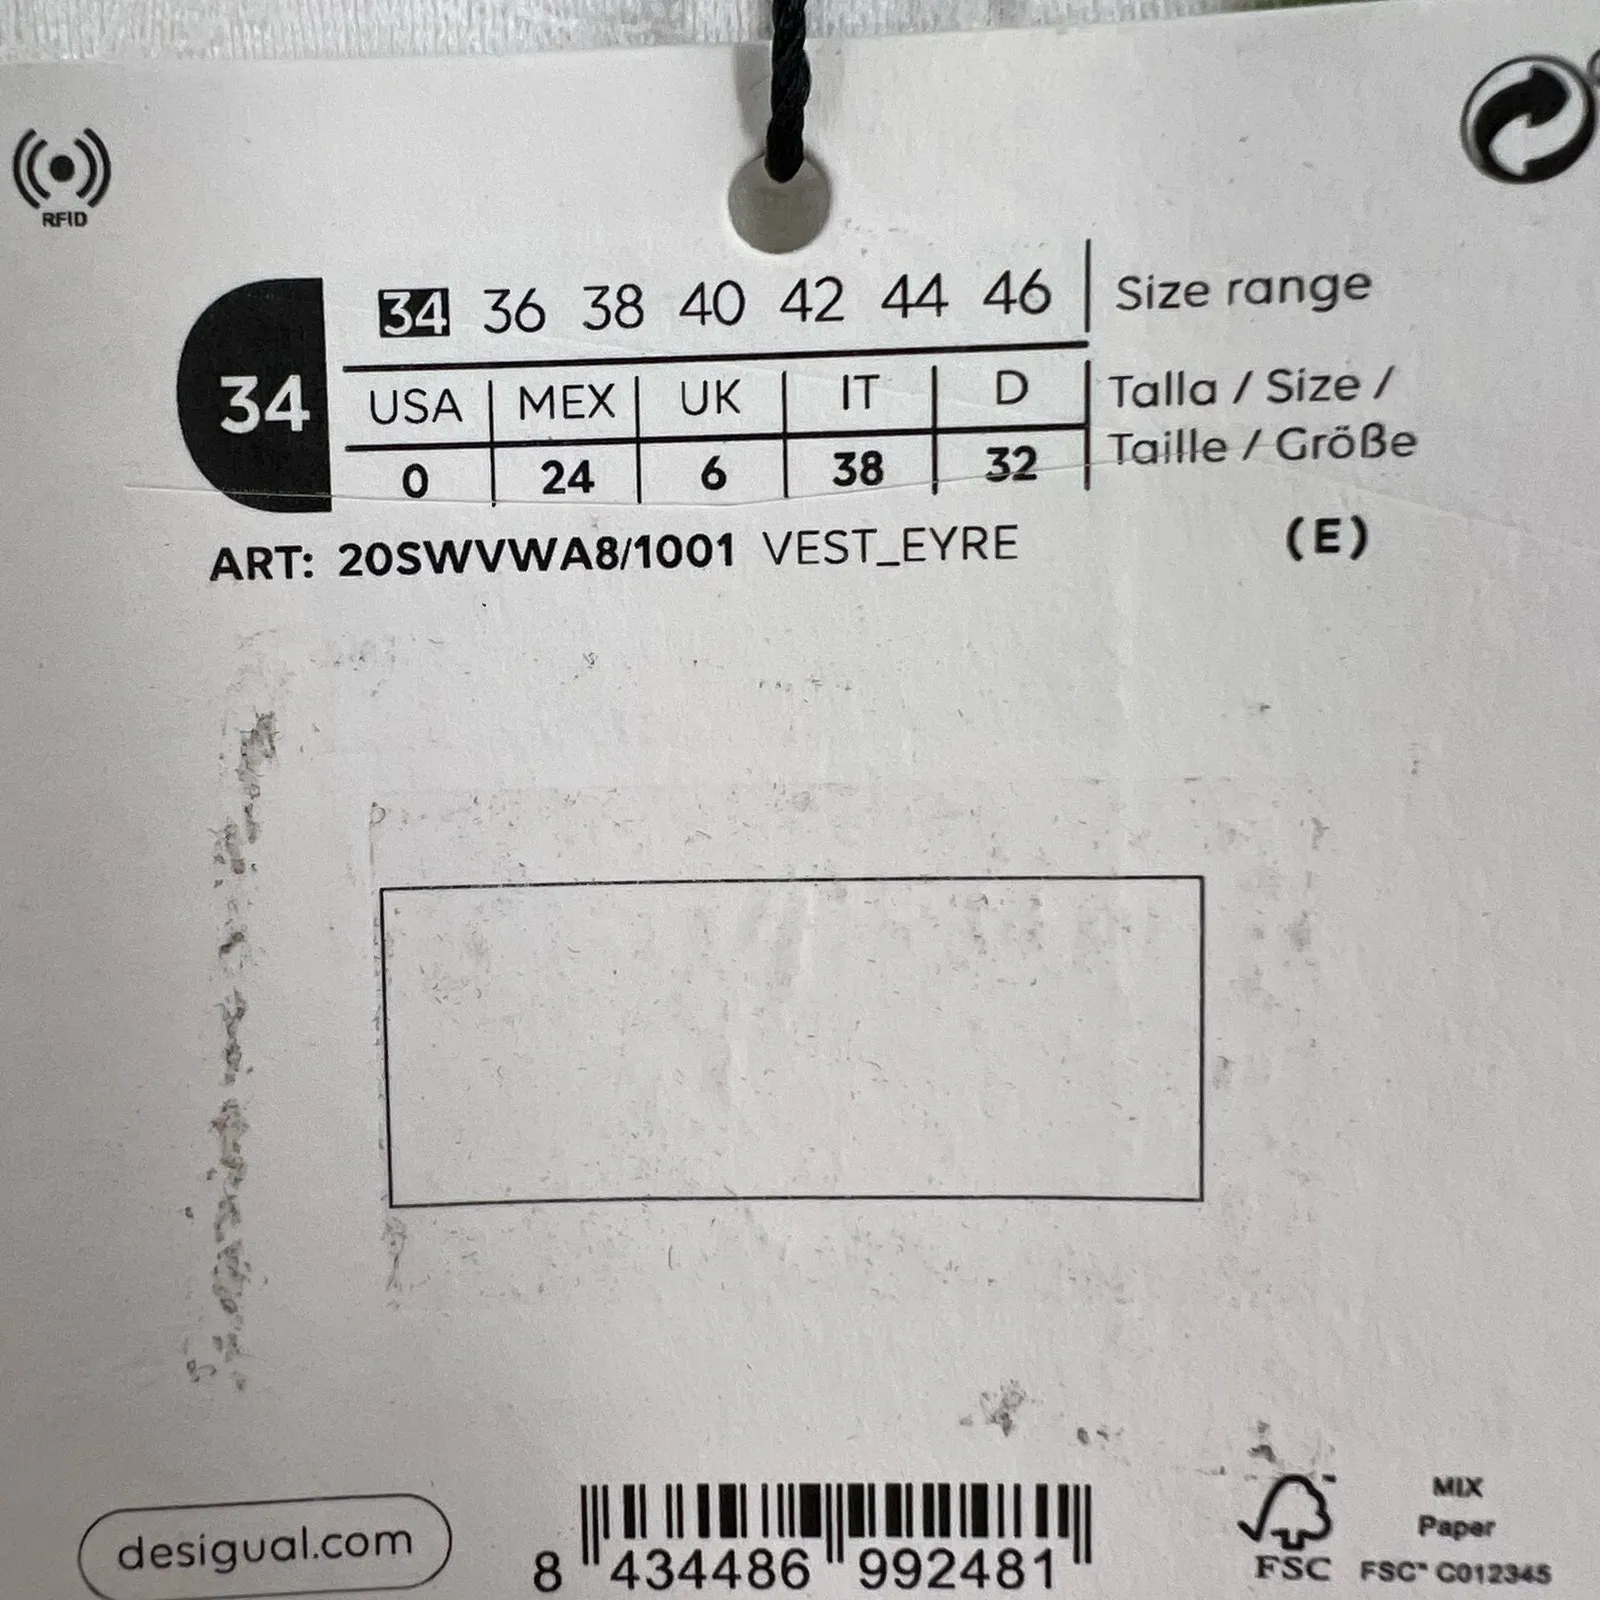 RFID
34 36 38 40 42 44 46 Size range
34
USA MEX UK IT D Talla / Size /
0 24 6 38 32 Taille / Größe
ART: 20SWVWA8/1001 VEST_EYRE (E)
desigual.com
8 434486 992481
FSC
MIX
Paper
FSC™ C012345